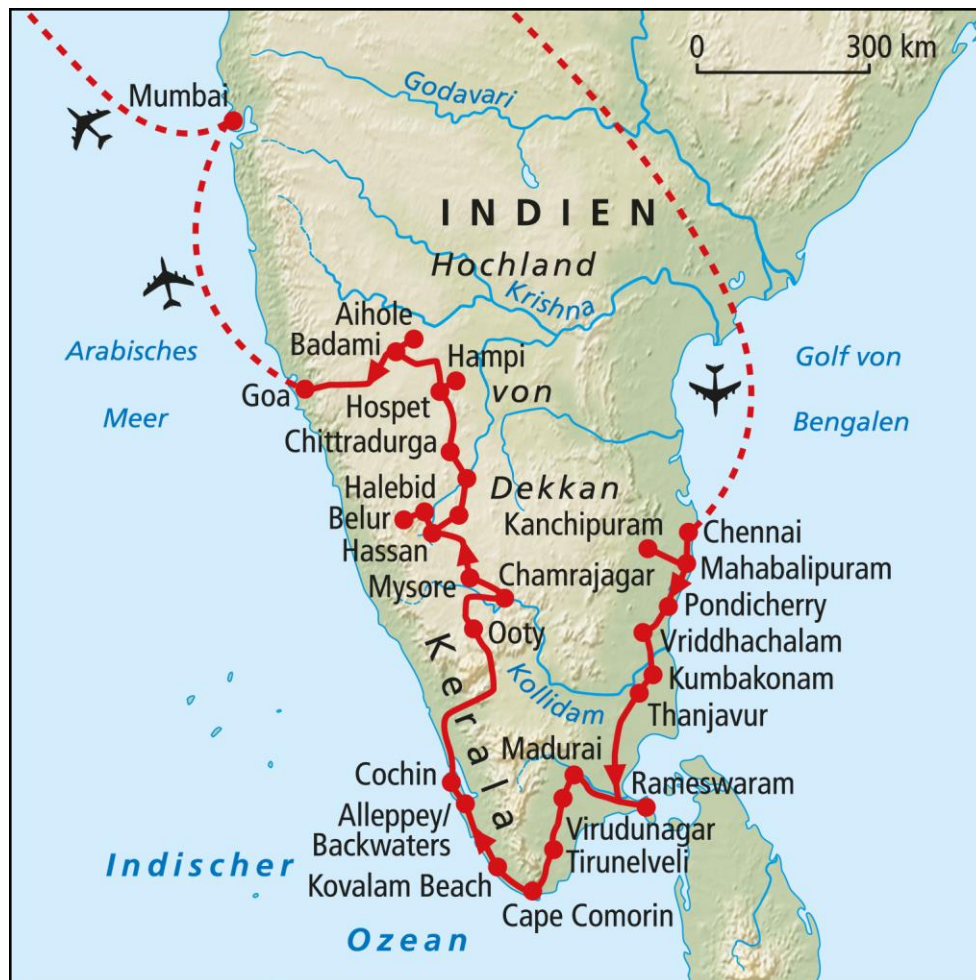 0 300 km
Mumbai
Godavari
INDIEN
Hochland
Krishna
Aihole
Badami
Hampi
Arabisches
Meer
Golf von
Bengalen
Goa
Hospet
von
Chittradurga
Halebid
Dekkan
Belur
Kanchipuram
Chennai
Hassan
Mahabalipuram
Mysore
Chamrajagar
Pondicherry
Ooty
Vriddhachalam
Kerala
Kumbakonam
Kollidam
Thanjavur
Madurai
Cochin
Rameswaram
Alleppey/
Backwaters
Virudunagar
Tirunelveli
Indischer
Kovalam Beach
Cape Comorin
Ozean